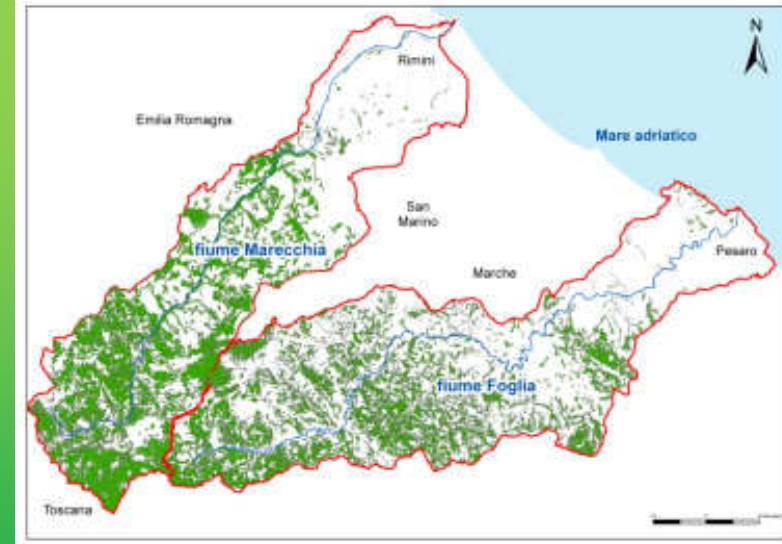 N
Rimini
Emilia Romagna
Mare adriatico
San
Marino
fiume Marecchia
Pesaro
Marche
fiume Foglia
Toscana